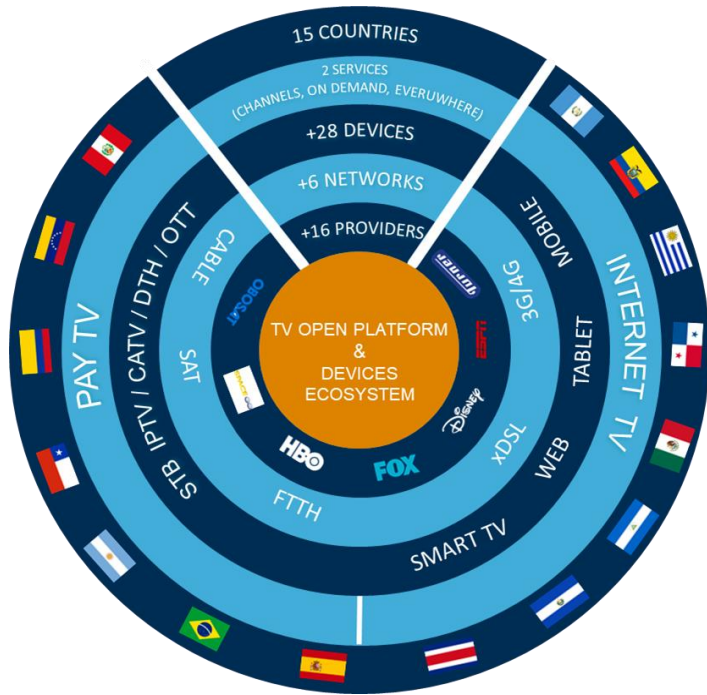 15 COUNTRIES
2 SERVICES
(CHANNELS, ON DEMAND, EVERUWHERE)
+28 DEVICES
+6 NETWORKS
+16 PROVIDERS
TV OPEN PLATFORM
&
DEVICES
ECOSYSTEM
PAY TV
INTERNET TV
STB IPTV / CATV / DTH / OTT
MOBILE
TABLET
WEB
SMART TV
CABLE
SAT
FTTH
xDSL
3G/4G
turner
ESPN
DISNEY
FOX
HBO